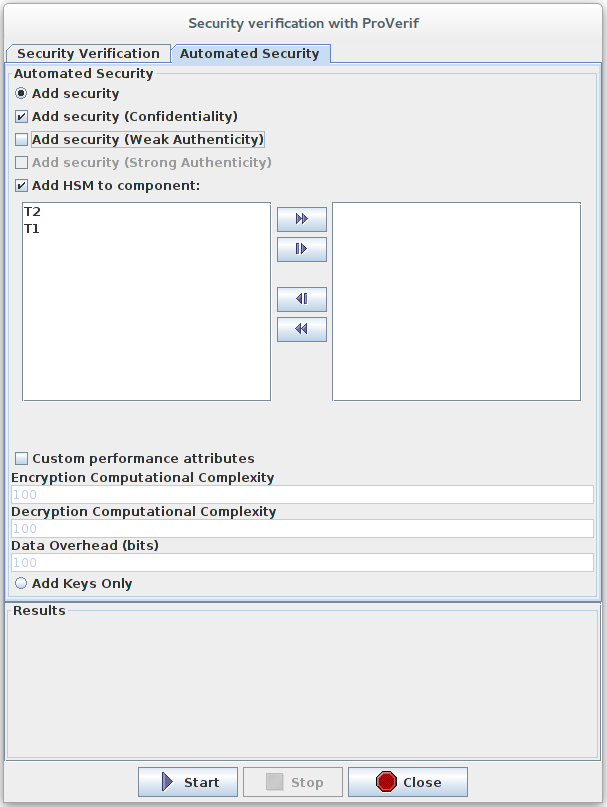 Security verification with ProVerif
Security Verification
Automated Security
Automated Security
Add security
Add security (Confidentiality)
Add security (Weak Authenticity)
Add security (Strong Authenticity)
Add HSM to component:
T2
T1
Custom performance attributes
Encryption Computational Complexity
100
Decryption Computational Complexity
100
Data Overhead (bits)
100
Add Keys Only
Results
Start
Stop
Close